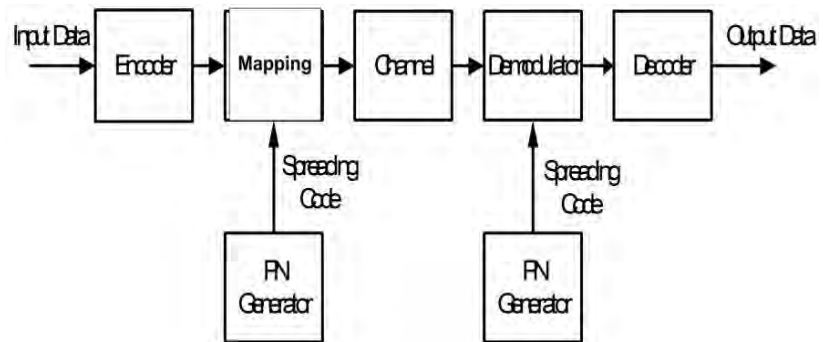 Input Data
Encoder
Mapping
Channel
Demodulator
Decoder
Output Data
Spreading
Code
Spreading
Code
PN
Generator
PN
Generator